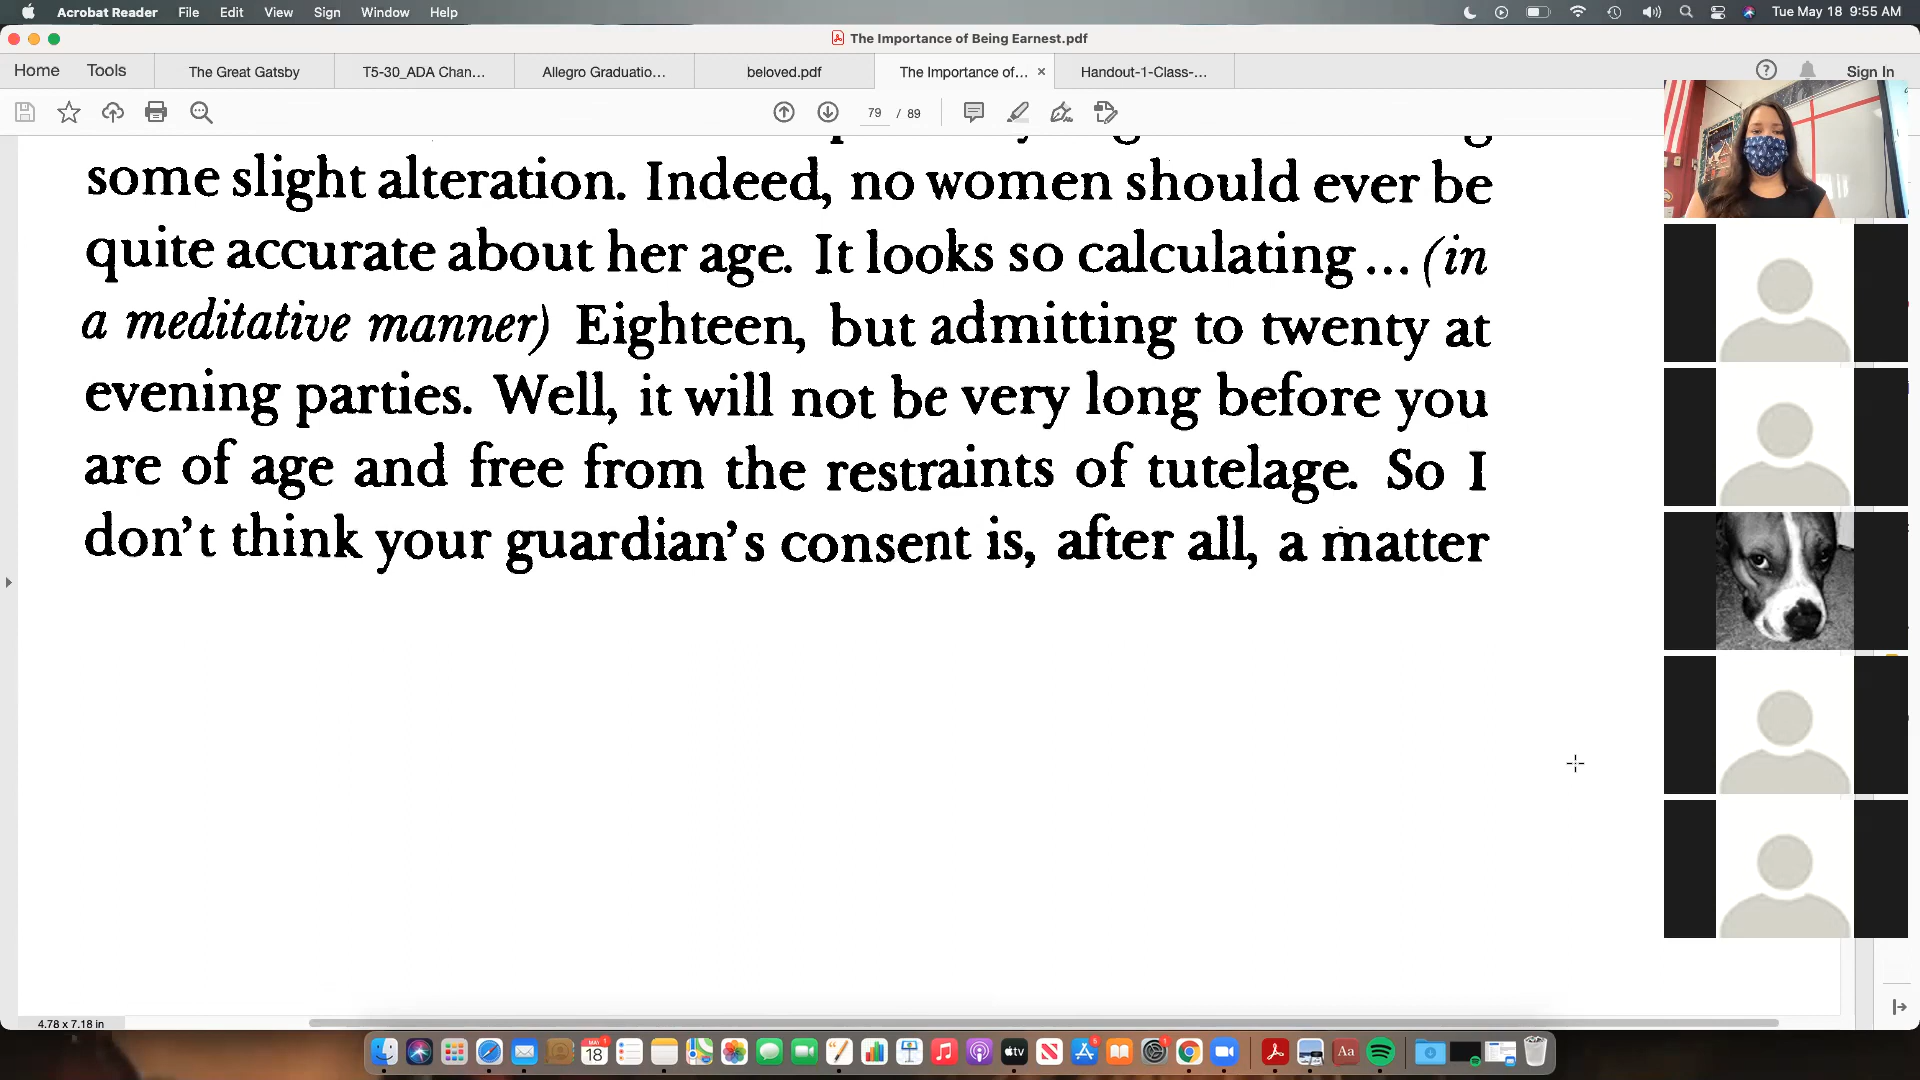 Acrobat Reader File Edit View Sign Window Help Tue May 18 9:55 AM
The Importance of Being Earnest.pdf
Home Tools The Great Gatsby T5-30_ADA Chan... Allegro Graduatio... beloved.pdf The Importance of... × Handout-1-Class-... Sign In
79 / 89
some slight alteration. Indeed, no women should ever be
quite accurate about her age. It looks so calculating ... (in
a meditative manner) Eighteen, but admitting to twenty at
evening parties. Well, it will not be very long before you
are of age and free from the restraints of tutelage. So I
don't think your guardian's consent is, after all, a matter
4.78 x 7.18 in
MAY
18
tv
Aa